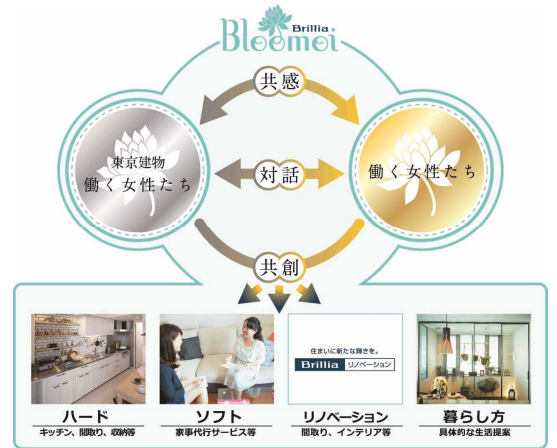 Brillia
Bloomoi
共感
東京建物
働く女性たち
対話
働く女性たち
共創
住まいに新たな輝きを。
Brillia リノベーション
ハード
キッチン、間取り、収納等
ソフト
家事代行サービス等
リノベーション
間取り、インテリア等
暮らし方
具体的な生活提案